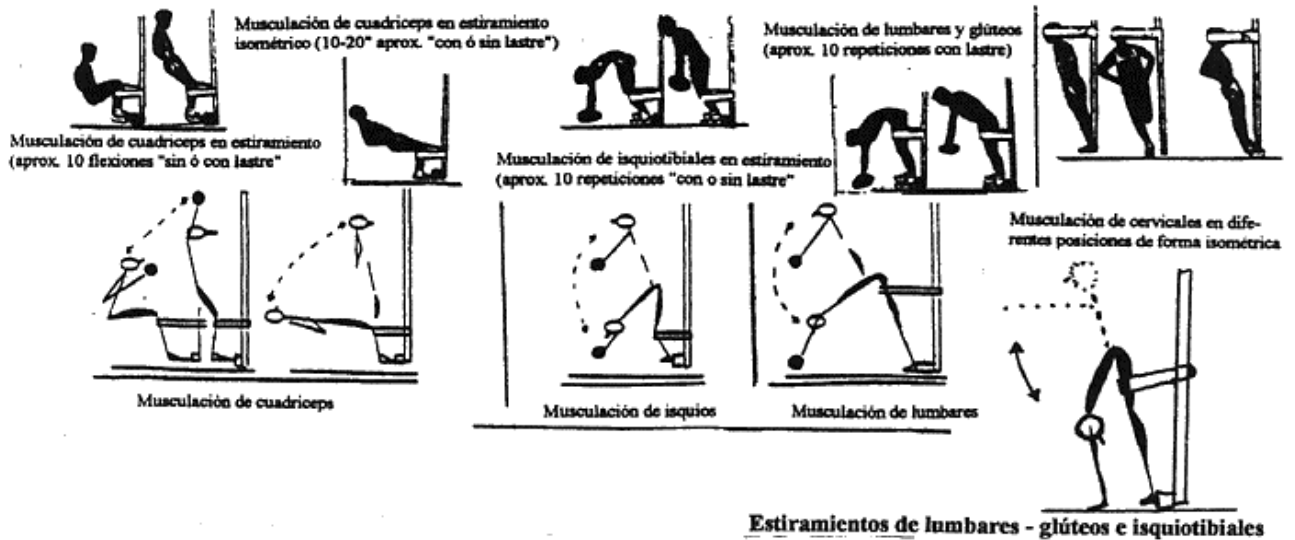 Musculación de cuadriceps en estiramiento
isométrico (10-20" aprox. "con ó sin lastre")
Musculación de lumbares y glúteos
(aprox. 10 repeticiones con lastre)
Musculación de cuadriceps en estiramiento
(aprox. 10 flexiones "sin ó con lastre"
Musculación de isquiotibiales en estiramiento
(aprox. 10 repeticiones "con o sin lastre"
Musculación de cervicales en dife-
rentes posiciones de forma isométrica
Musculación de cuadriceps
Musculación de isquios
Musculación de lumbares
Estiramientos de lumbares - glúteos e isquiotibiales